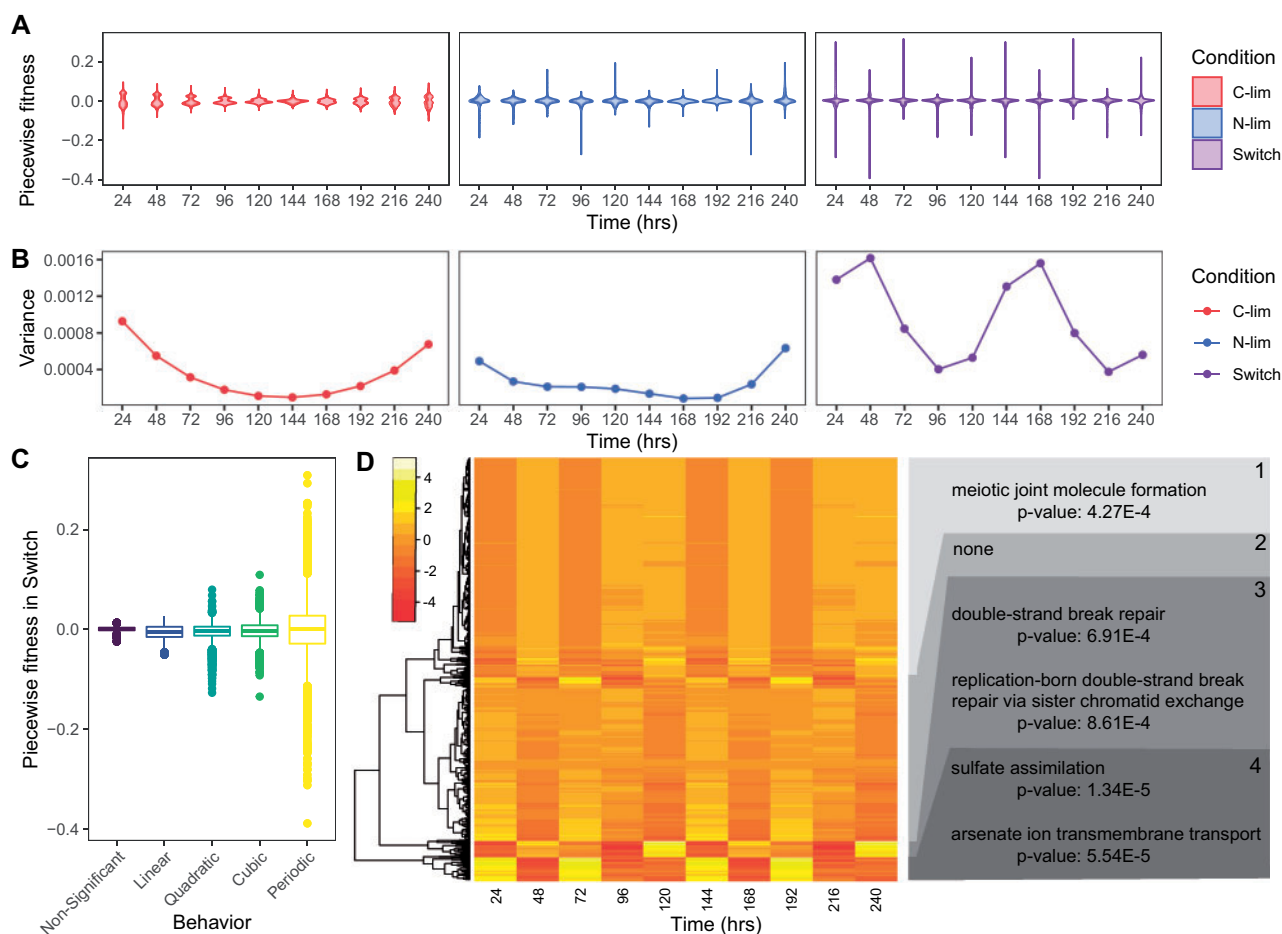 A
Piecewise fitness
0.2
0.0
−0.2
−0.4
24 48 72 96 120 144 168 192 216 240
24 48 72 96 120 144 168 192 216 240
24 48 72 96 120 144 168 192 216 240
Time (hrs)
Condition
C-lim
N-lim
Switch
B
Variance
0.0016
0.0012
0.0008
0.0004
24 48 72 96 120 144 168 192 216 240
24 48 72 96 120 144 168 192 216 240
24 48 72 96 120 144 168 192 216 240
Time (hrs)
Condition
C-lim
N-lim
Switch
C
Piecewise fitness in Switch
0.2
0.0
−0.2
−0.4
Non-Significant
Linear
Quadratic
Cubic
Periodic
Behavior
D
4
2
0
-2
-4
24 48 72 96 120 144 168 192 216 240
Time (hrs)
1
meiotic joint molecule formation
p-value: 4.27E-4
2
none
3
double-strand break repair
p-value: 6.91E-4
replication-born double-strand break
repair via sister chromatid exchange
p-value: 8.61E-4
4
sulfate assimilation
p-value: 1.34E-5
arsenate ion transmembrane transport
p-value: 5.54E-5